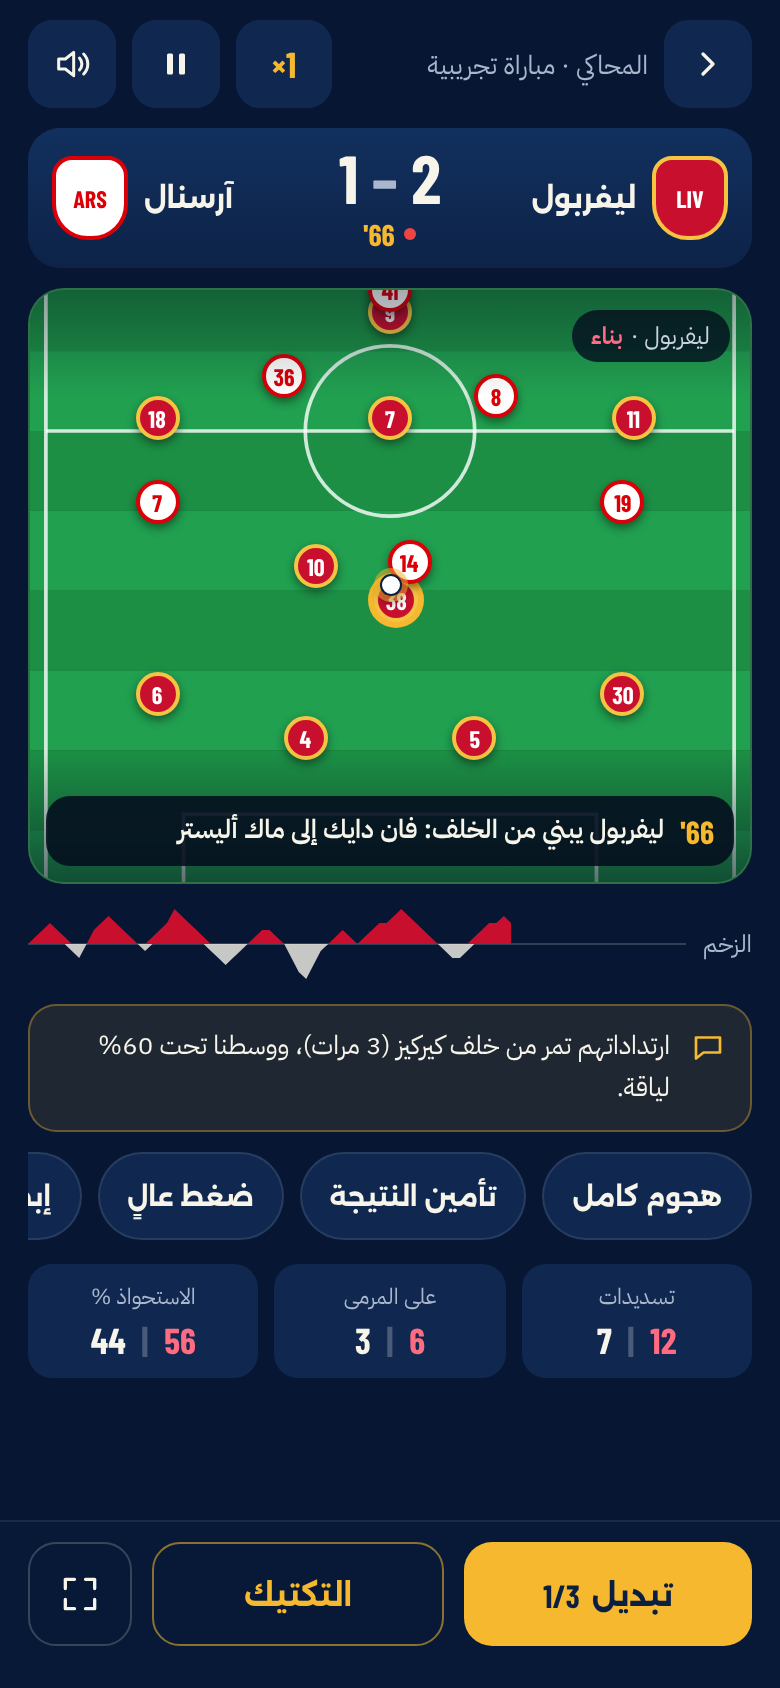 المحاكي · مباراة تجريبية
×1
LIV
ليفربول
2 – 1
آرسنال
ARS
66'
ليفربول · بناء
41
9
36
8
18
7
11
7
19
10
14
38
6
30
4
5
66' ليفربول يبني من الخلف: فان دايك إلى ماك أليستر
الزخم
ارتداداتهم تمر من خلف كيركيز (3 مرات)، ووسطنا تحت 60%
لياقة.
هجوم كامل
تأمين النتيجة
ضغط عالٍ
تسديدات
12 | 7
على المرمى
6 | 3
الاستحواذ %
56 | 44
تبديل 1/3
التكتيك